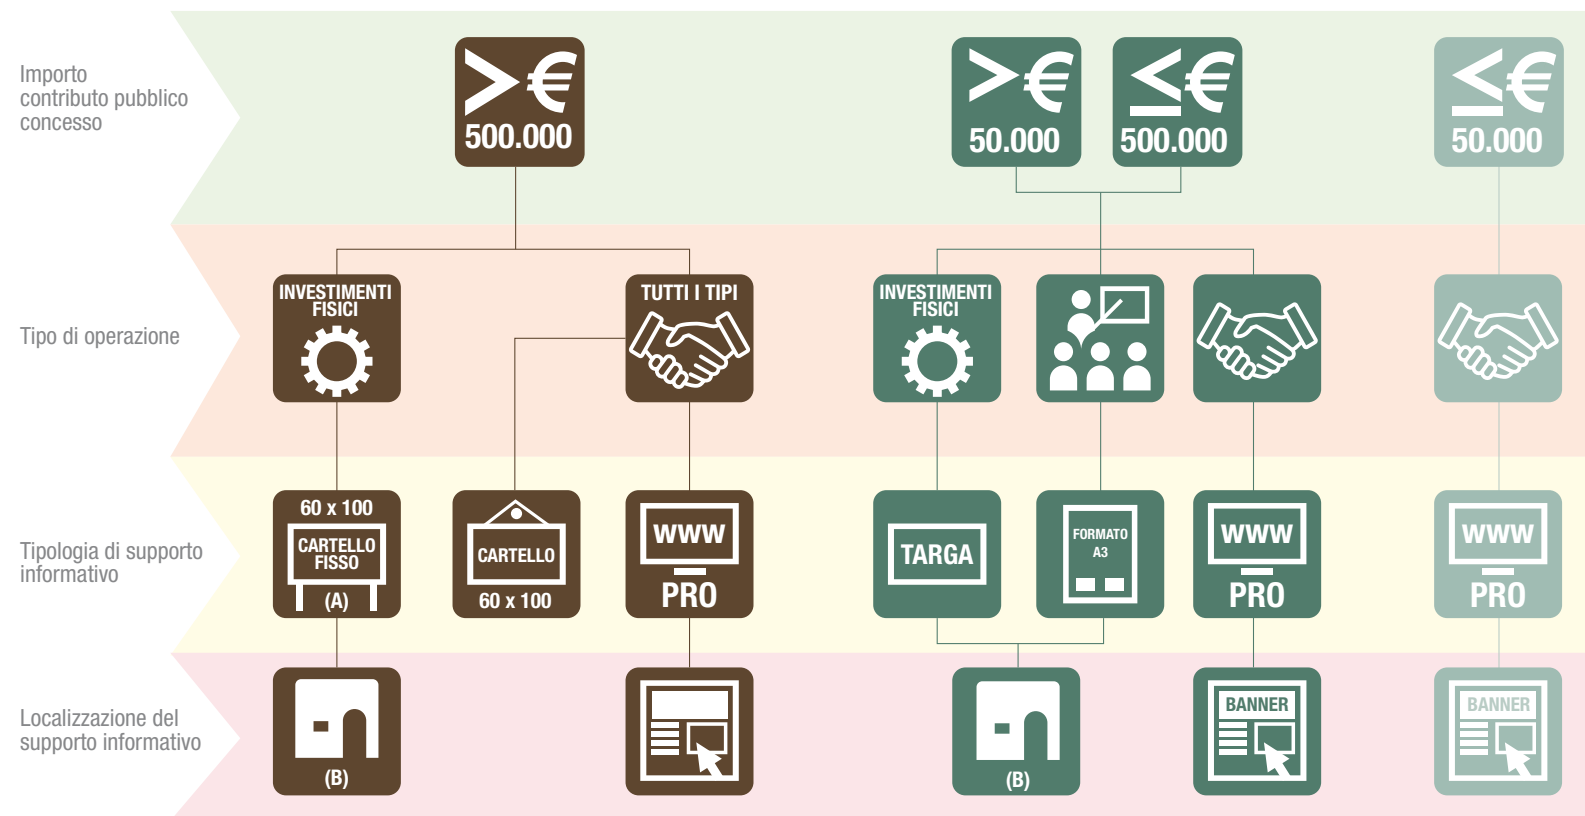 Importo
contributo pubblico
concesso
>€
500.000
>€
50.000
≤€
500.000
≤€
50.000
Tipo di operazione
INVESTIMENTI
FISICI
TUTTI I TIPI
INVESTIMENTI
FISICI
Tipologia di supporto
informativo
60 x 100
CARTELLO
FISSO
(A)
CARTELLO
60 x 100
WWW
PRO
TARGA
FORMATO
A3
WWW
PRO
WWW
PRO
Localizzazione del
supporto informativo
(B)
(B)
BANNER
BANNER